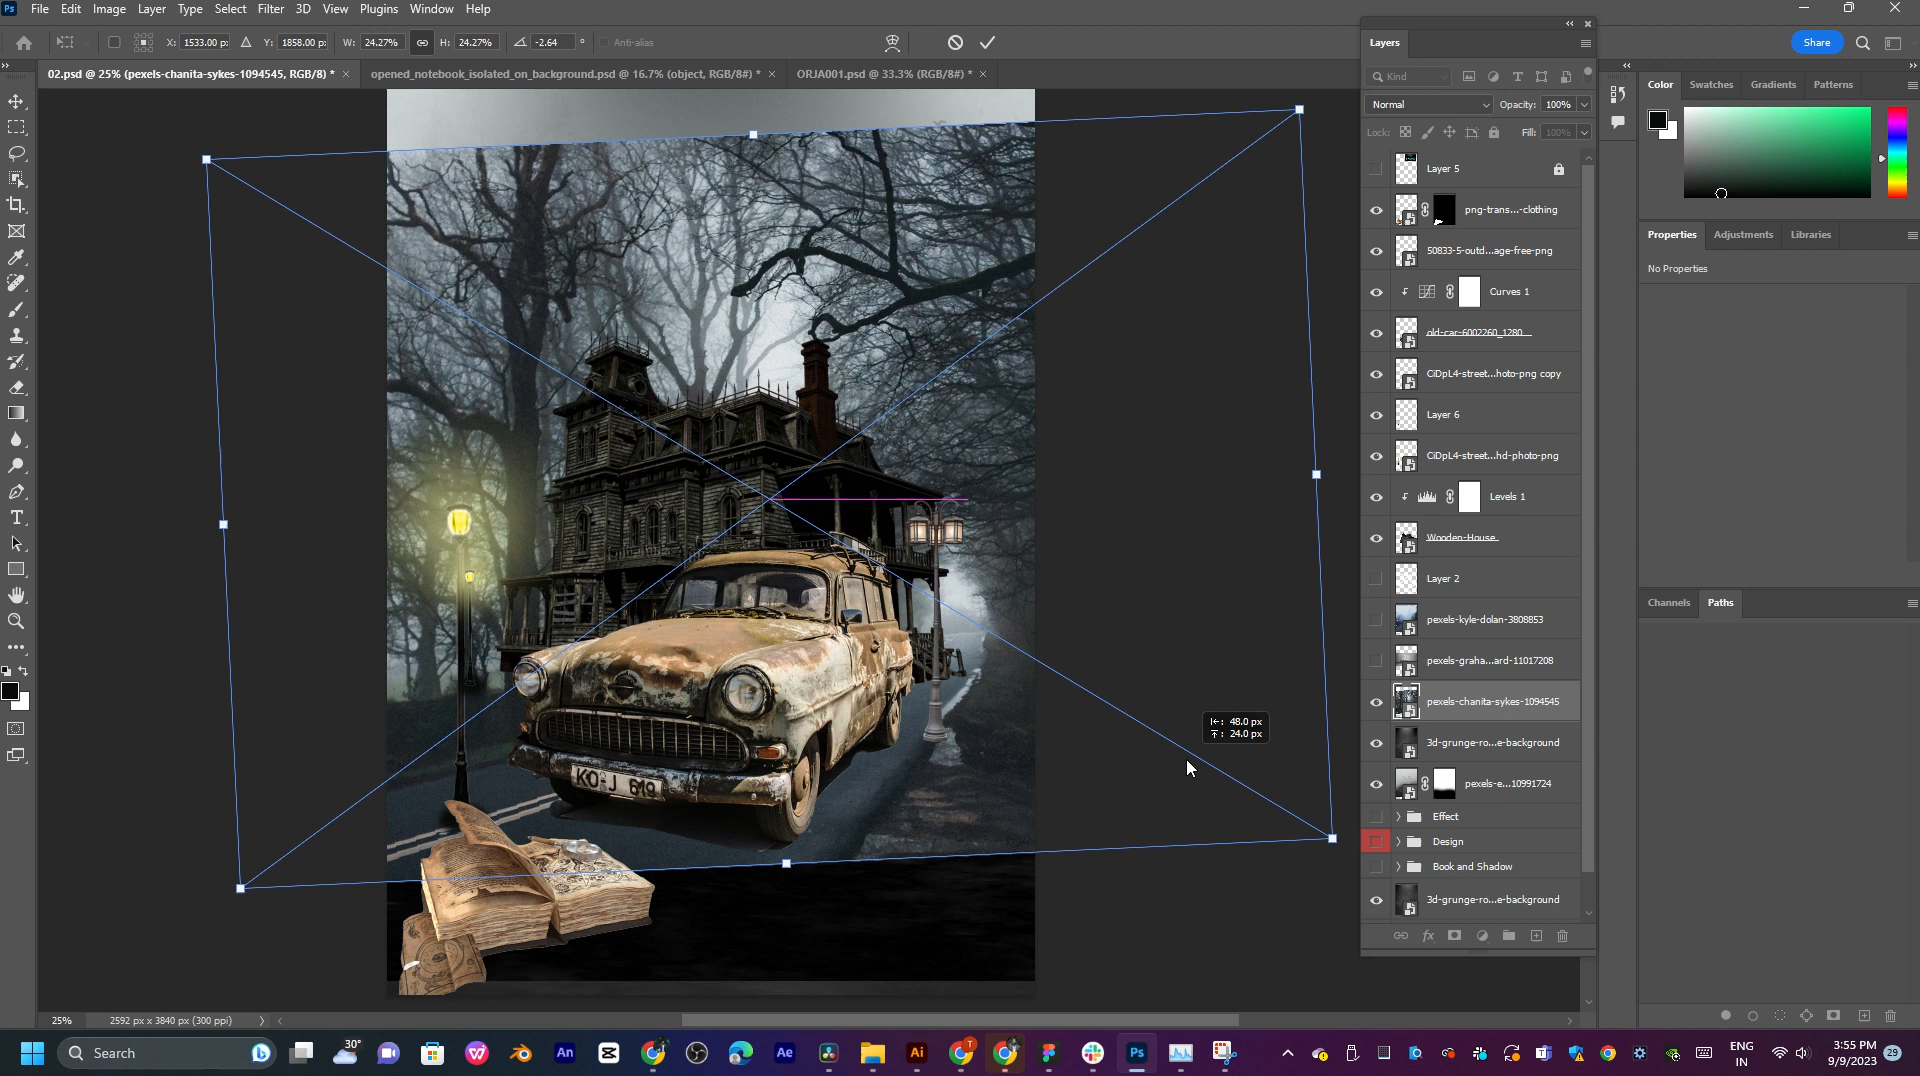 Ps File Edit Image Layer Type Select Filter 3D View Plugins Window Help
X: 1533.00 px Y: 1858.00 px W: 24.27% H: 24.27% -2.64 ° Anti-alias
Share
02.psd @ 25% (pexels-chanita-sykes-1094545, RGB/8) *
opened_notebook_isolated_on_background.psd @ 16.7% (object, RGB/8#) *
ORJA001.psd @ 33.3% (RGB/8#) *
KO J 619
48.0 px
24.0 px
Layers
Kind
Normal Opacity: 100%
Lock: Fill: 100%
Layer 5
png-trans...-clothing
50833-5-outd...age-free-png
Curves 1
old-car-6002260_1280
CiDpL4-street...hoto-png copy
Layer 6
CiDpL4-street...hd-photo-png
Levels 1
Wooden-House
Layer 2
pexels-kyle-dolan-3808853
pexels-graha...ard-11017208
pexels-chanita-sykes-1094545
3d-grunge-ro...e-background
pexels-e...10991724
Effect
Design
Book and Shadow
3d-grunge-ro...e-background
fx
Color Swatches Gradients Patterns
Properties Adjustments Libraries
No Properties
Channels Paths
25% 2592 px x 3840 px (300 ppi)
Search
30°
An
Ae
Ai
Ps
ENG
IN
3:55 PM
9/9/2023
29